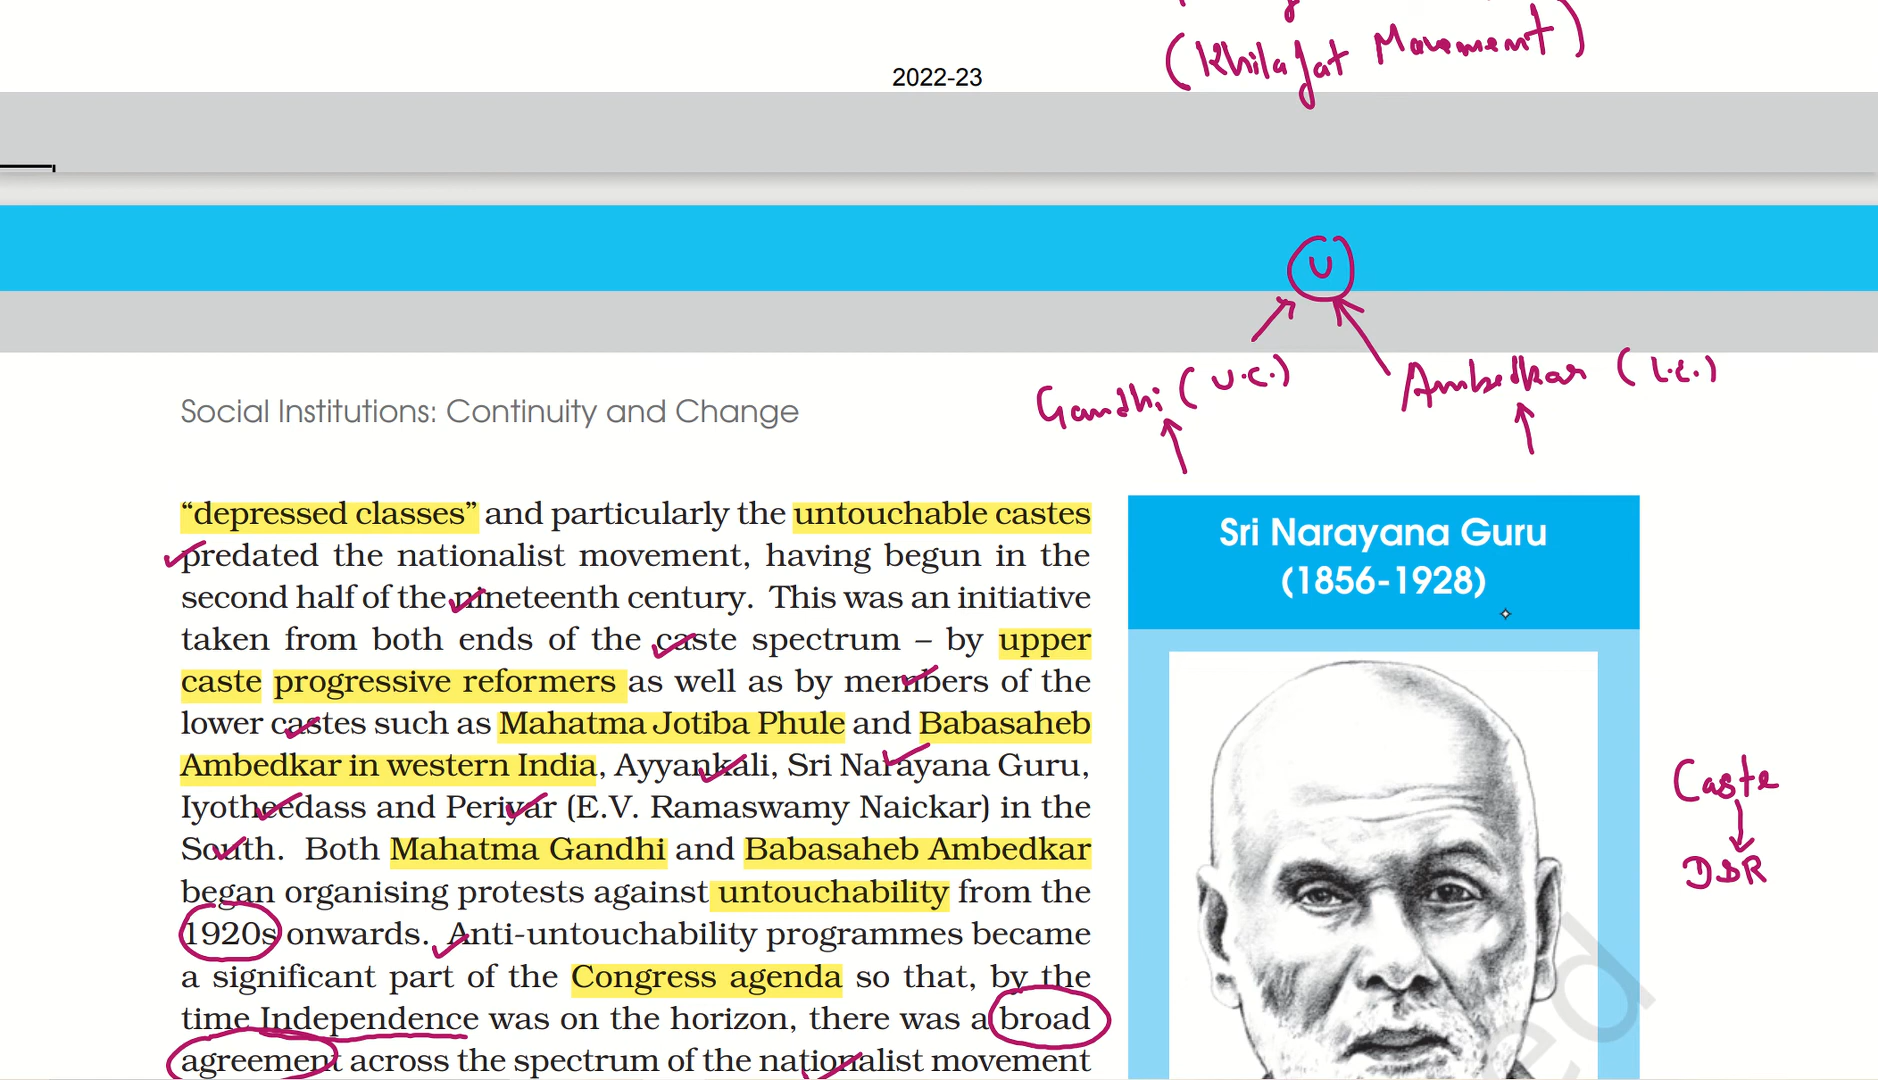 (Khilafat Movement)
2022-23
U
Gandhi (U.C.)
Ambedkar (L.C.)
Social Institutions: Continuity and Change
“depressed classes” and particularly the untouchable castes
predated the nationalist movement, having begun in the
second half of the nineteenth century. This was an initiative
taken from both ends of the caste spectrum – by upper
caste progressive reformers as well as by members of the
lower castes such as Mahatma Jotiba Phule and Babasaheb
Ambedkar in western India, Ayyankali, Sri Narayana Guru,
Iyotheedass and Periyar (E.V. Ramaswamy Naickar) in the
South. Both Mahatma Gandhi and Babasaheb Ambedkar
began organising protests against untouchability from the
1920s onwards. Anti-untouchability programmes became
a significant part of the Congress agenda so that, by the
time Independence was on the horizon, there was a broad
agreement across the spectrum of the nationalist movement
Sri Narayana Guru
(1856-1928)
Caste
DSR